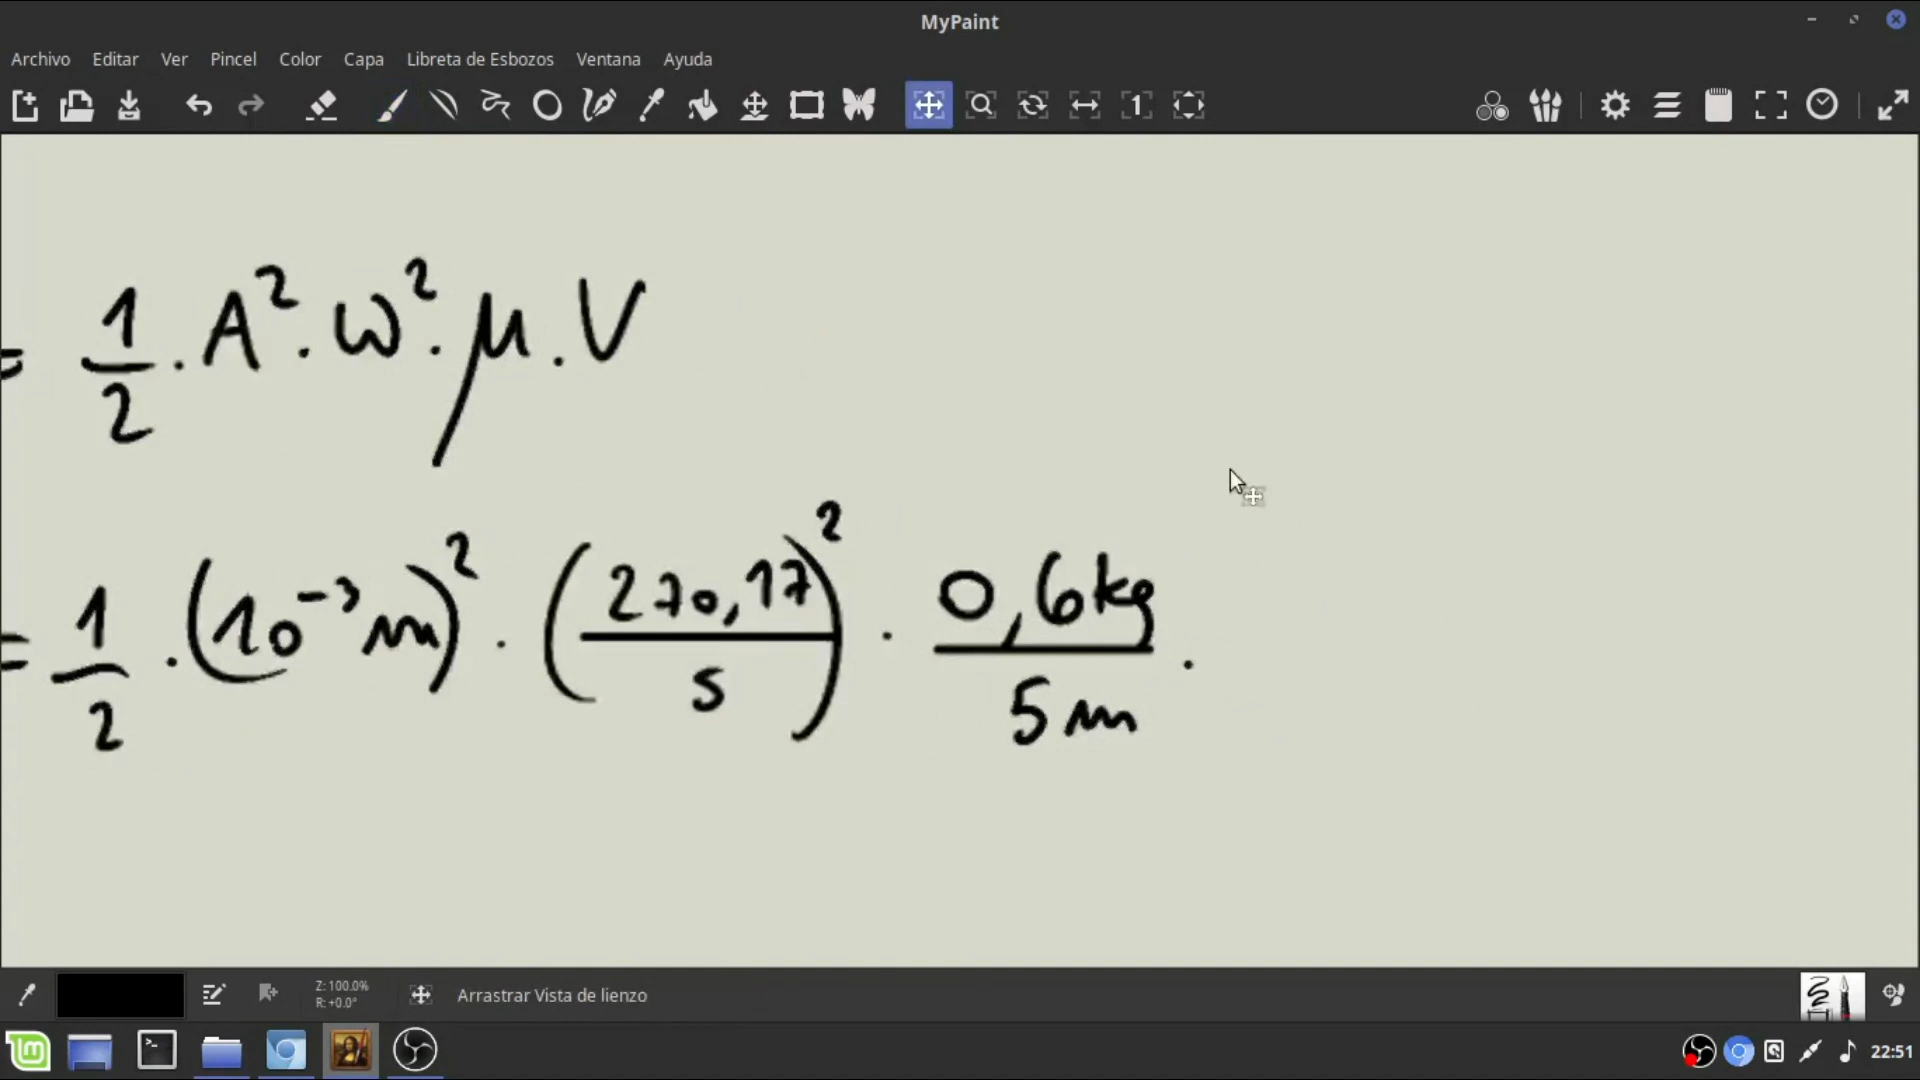 MyPaint
Archivo Editar Ver Pincel Color Capa Libreta de Esbozos Ventana Ayuda
1
= 1/2 . A² . ω² . μ . V
= 1/2 . (10⁻³ m)² . (270,17/s)² . 0,6kg/5m .
Z: 100.0%
R: +0.0°
Arrastrar Vista de lienzo
22:51